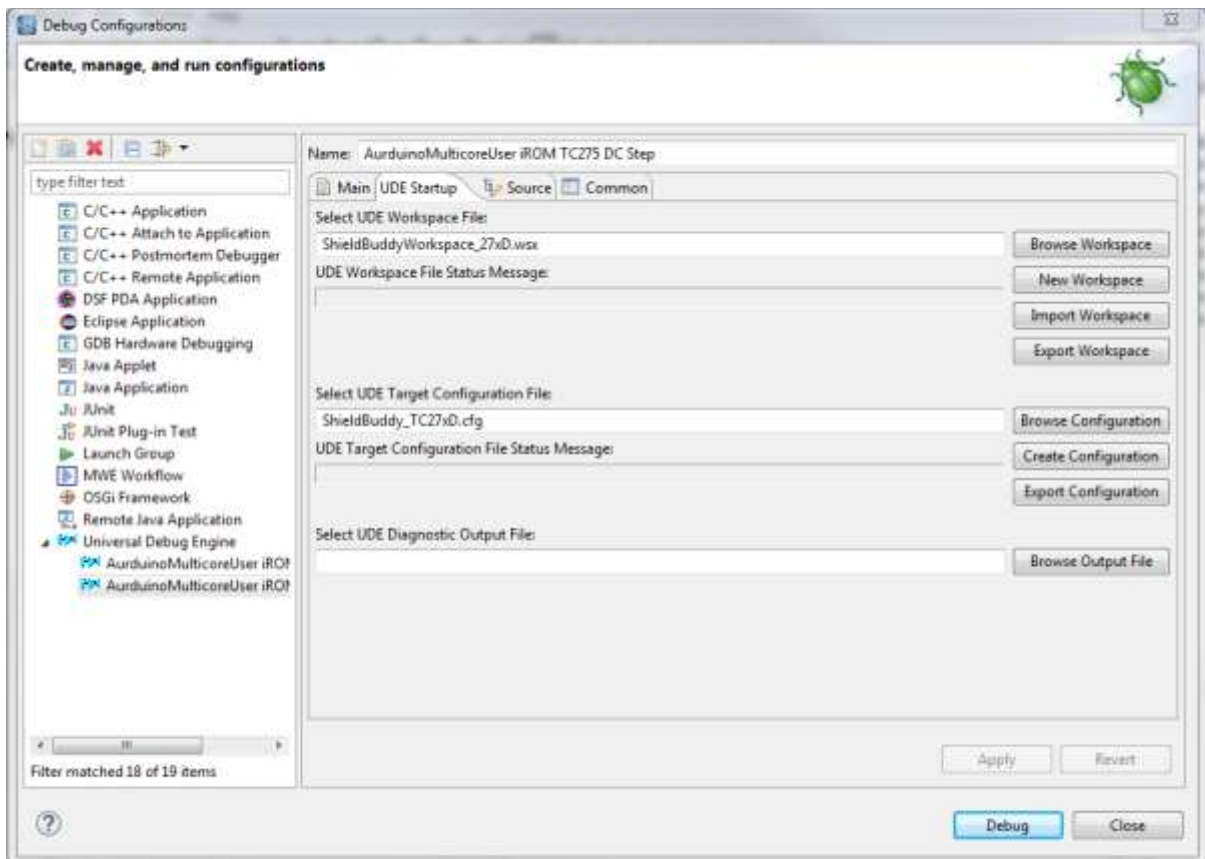 Debug Configurations
Create, manage, and run configurations
type filter text
C/C++ Application
C/C++ Attach to Application
C/C++ Postmortem Debugger
C/C++ Remote Application
DSF PDA Application
Eclipse Application
GDB Hardware Debugging
Java Applet
Java Application
JUnit
JUnit Plug-in Test
Launch Group
MWE Workflow
OSGi Framework
Remote Java Application
Universal Debug Engine
AurduinoMulticoreUser iROM
AurduinoMulticoreUser iROM
Filter matched 18 of 19 items
Name: AurduinoMulticoreUser iROM TC275 DC Step
Main UDE Startup Source Common
Select UDE Workspace File:
ShieldBuddyWorkspace_27xD.wsx Browse Workspace
UDE Workspace File Status Message:
New Workspace
Import Workspace
Export Workspace
Select UDE Target Configuration File:
ShieldBuddy_TC27xD.cfg Browse Configuration
UDE Target Configuration File Status Message:
Create Configuration
Export Configuration
Select UDE Diagnostic Output File:
Browse Output File
Apply Revert
Debug Close